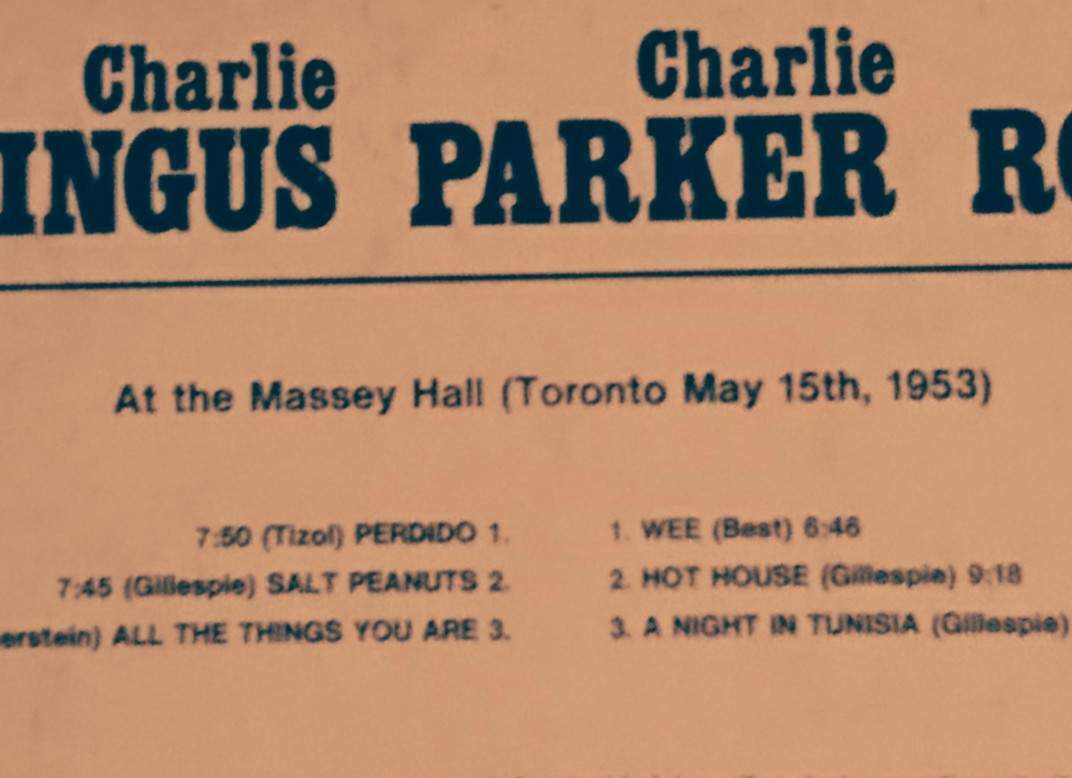 Charlie Charlie
INGUS PARKER RO
At the Massey Hall (Toronto May 15th, 1953)
7:50 (Tizol) PERDIDO 1.
7:45 (Gillespie) SALT PEANUTS 2.
erstein) ALL THE THINGS YOU ARE 3.
1. WEE (Best) 6:46
2. HOT HOUSE (Gillespie) 9:18
3. A NIGHT IN TUNISIA (Gillespie)